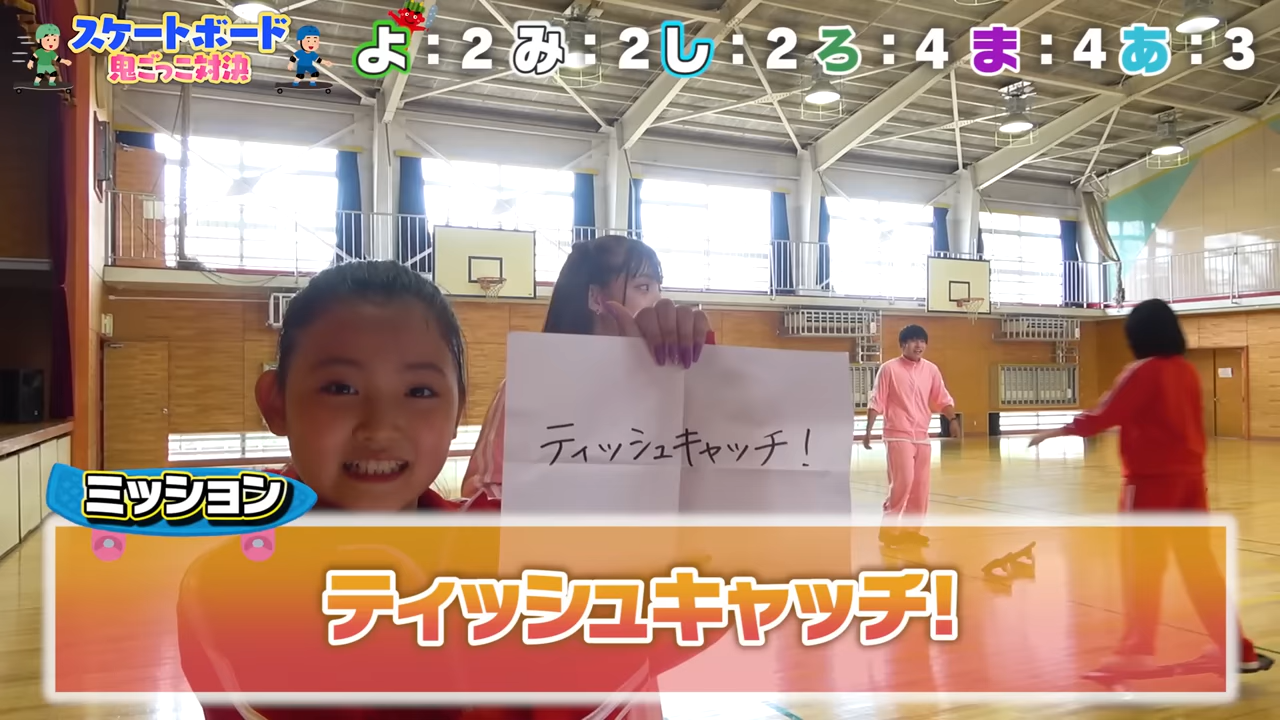 スケートボード
鬼ごっこ対決
よ:2 み:2 し:2 ろ:4 ま:4 あ:3
ティッシュキャッチ!
ミッション
ティッシュキャッチ!